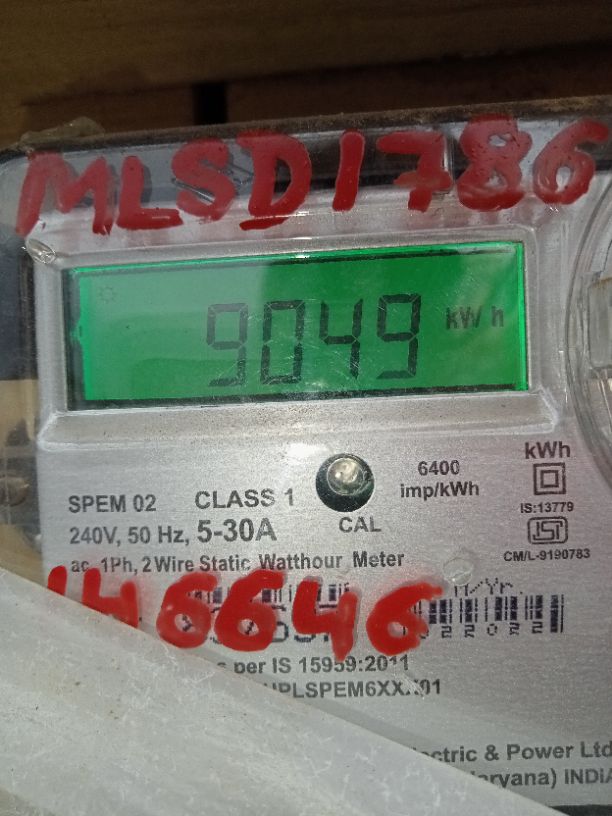 MLSD1786
9049 kWh
kWh
6400
imp/kWh
SPEM 02 CLASS 1
IS:13779
240V, 50 Hz, 5-30A
CAL
CM/L-9190783
ac, 1Ph, 2 Wire Static Watthour Meter
M/Yr.
146646
per IS 15959:2011
& Power Ltd
INDIA